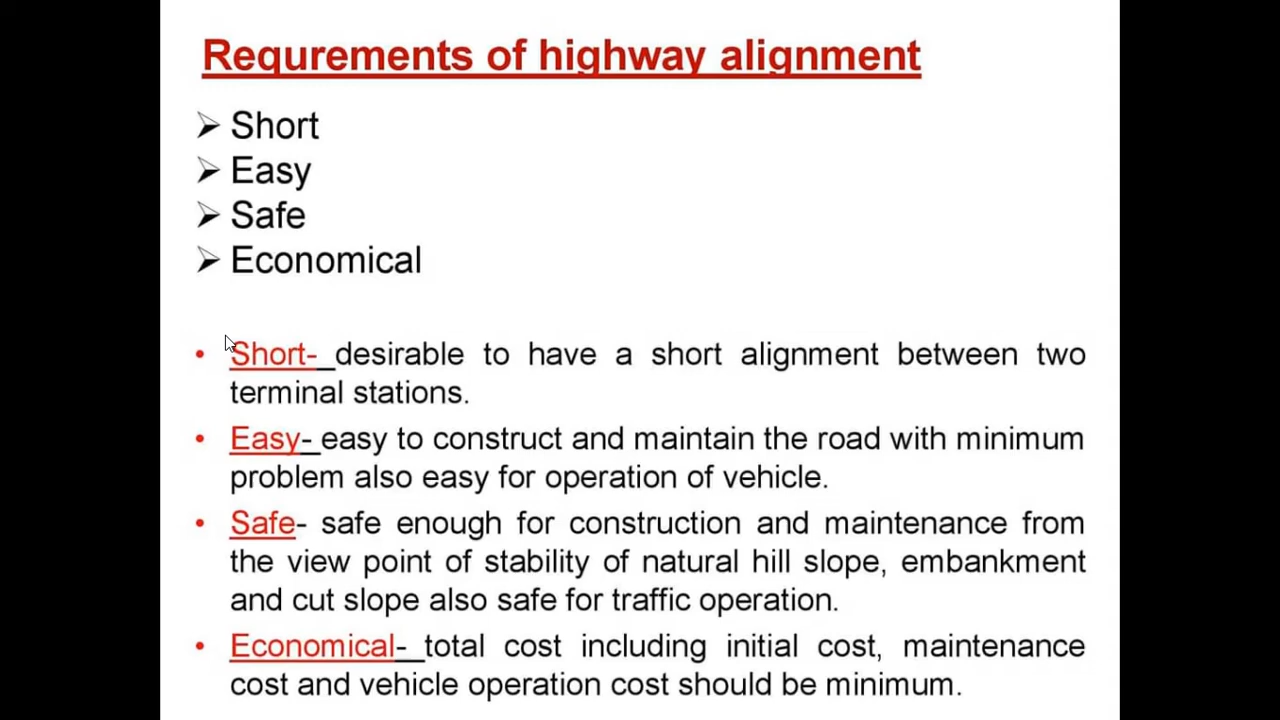 Requrements of highway alignment
Short
Easy
Safe
Economical
Short- desirable to have a short alignment between two
terminal stations.
Easy- easy to construct and maintain the road with minimum
problem also easy for operation of vehicle.
Safe- safe enough for construction and maintenance from
the view point of stability of natural hill slope, embankment
and cut slope also safe for traffic operation.
Economical- total cost including initial cost, maintenance
cost and vehicle operation cost should be minimum.